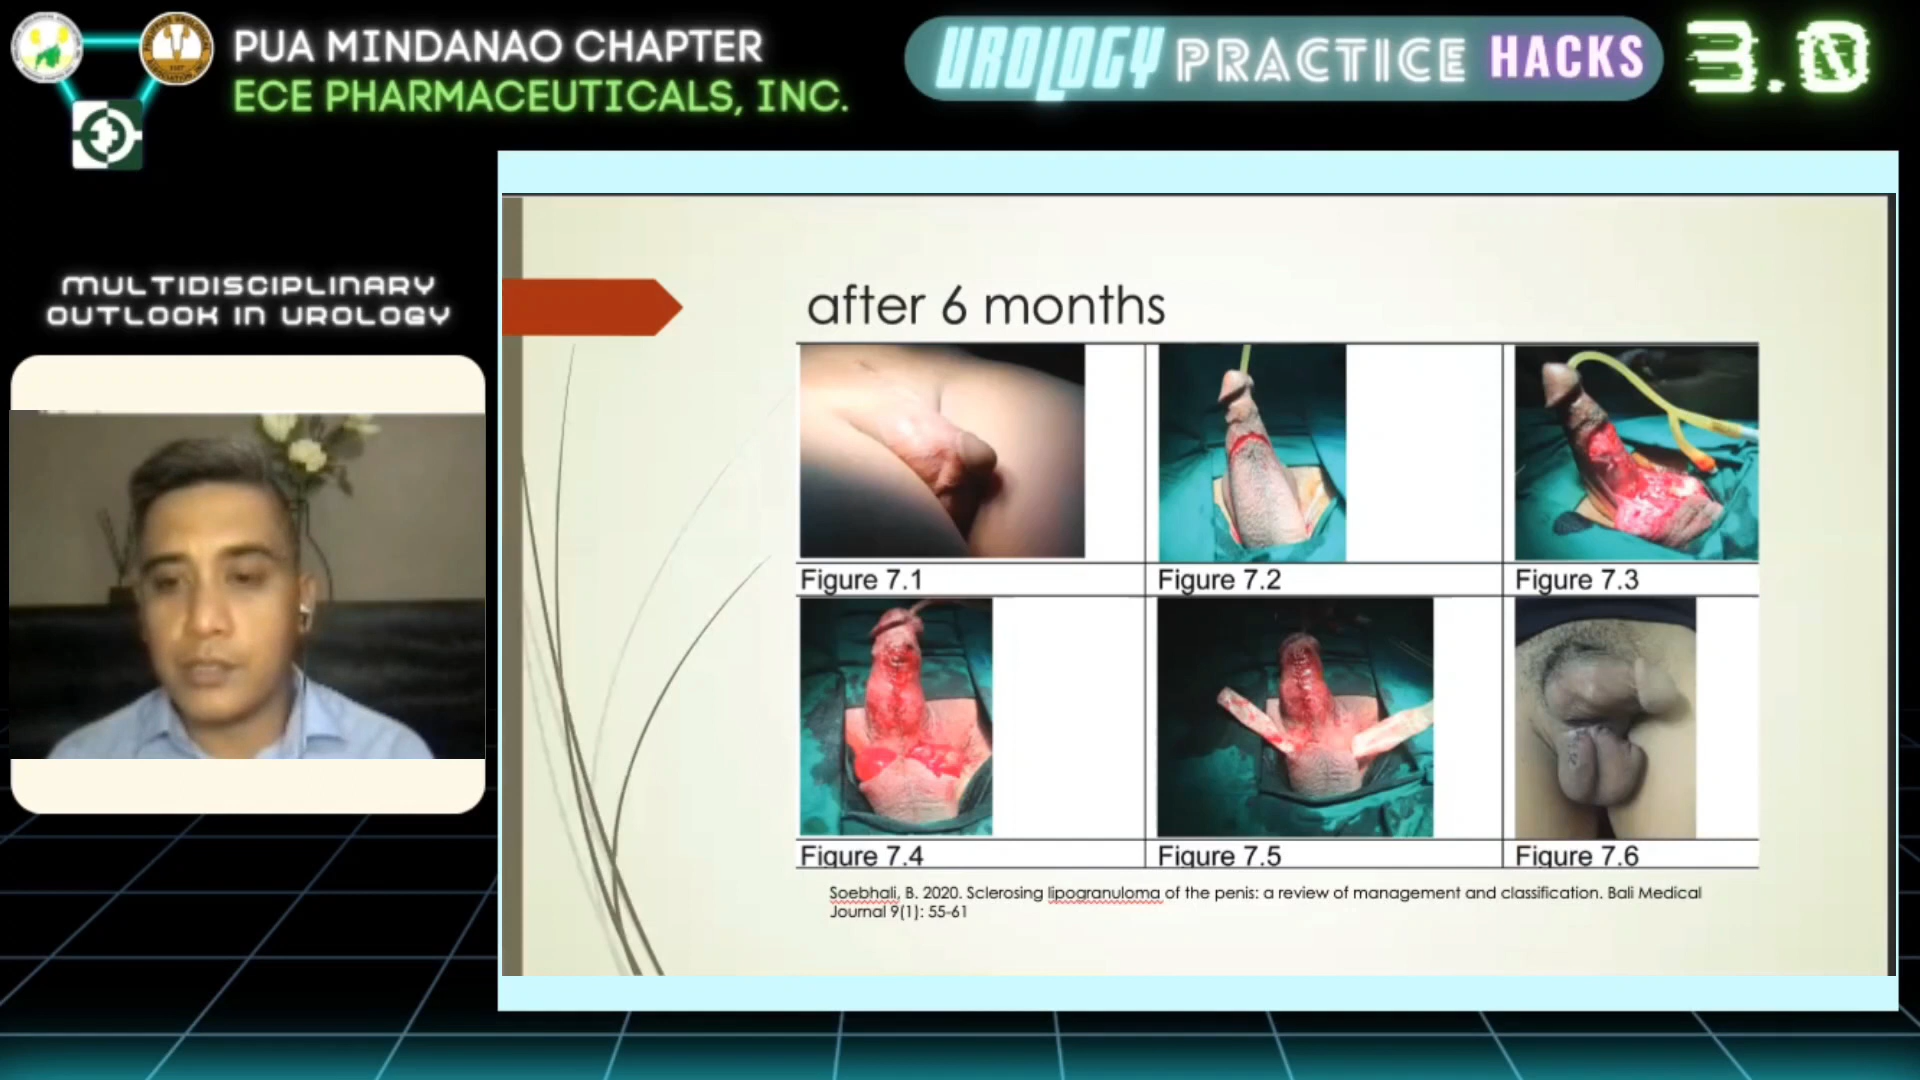 PUA MINDANAO CHAPTER
ECE PHARMACEUTICALS, INC.
UROLOGY PRACTICE HACKS 3.0
MULTIDISCIPLINARY
OUTLOOK IN UROLOGY
after 6 months
Figure 7.1
Figure 7.2
Figure 7.3
Figure 7.4
Figure 7.5
Figure 7.6
Soebhali, B. 2020. Sclerosing lipogranuloma of the penis: a review of management and classification. Bali Medical
Journal 9(1): 55-61